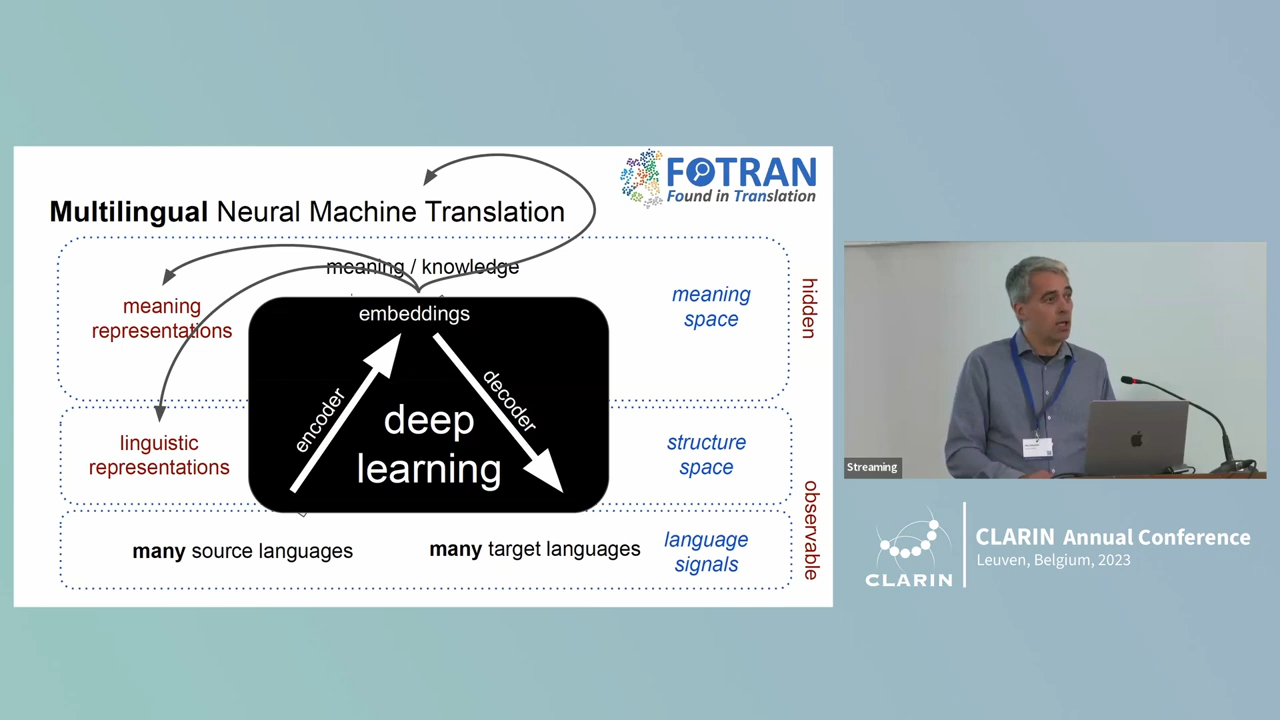 FOTRAN
Found in Translation
Multilingual Neural Machine Translation
meaning / knowledge
meaning
representations
embeddings
meaning
space
hidden
encoder
decoder
deep
learning
linguistic
representations
structure
space
observable
many source languages
many target languages
language
signals
Streaming
CLARIN
CLARIN Annual Conference
Leuven, Belgium, 2023